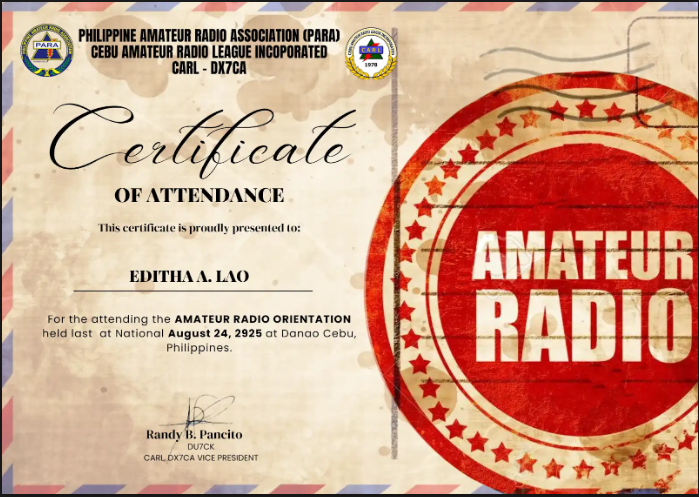 PHILIPPINE AMATEUR RADIO ASSOCIATION (PARA)
CEBU AMATEUR RADIO LEAGUE INCOPORATED
CARL - DX7CA
PARA
CARL
1978
Certificate
OF ATTENDANCE
This certificate is proudly presented to:
EDITHA A. LAO
For the attending the AMATEUR RADIO ORIENTATION
held last at National August 24, 2925 at Danao Cebu,
Philippines.
Randy B. Pancito
DU7CK
CARL, DX7CA VICE PRESIDENT
AMATEUR
RADIO